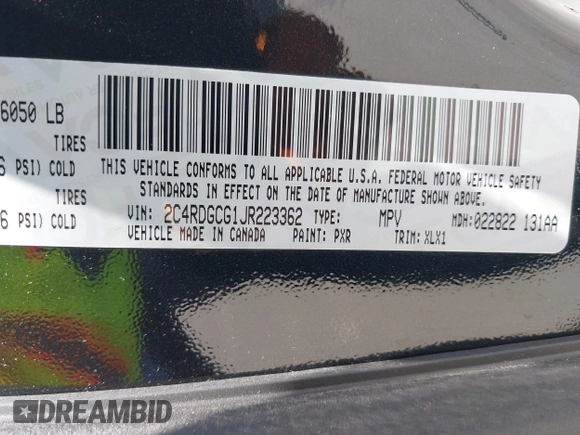 6050 LB
TIRES
6 PSI) COLD
TIRES
6 PSI) COLD
THIS VEHICLE CONFORMS TO ALL APPLICABLE U.S.A. FEDERAL MOTOR VEHICLE SAFETY
STANDARDS IN EFFECT ON THE DATE OF MANUFACTURE SHOWN ABOVE.
VIN: 2C4RDGCG1JR223362 TYPE: MPV MDH:022822 131AA
VEHICLE MADE IN CANADA PAINT: PXR TRIM: XLX1
DREAMBID